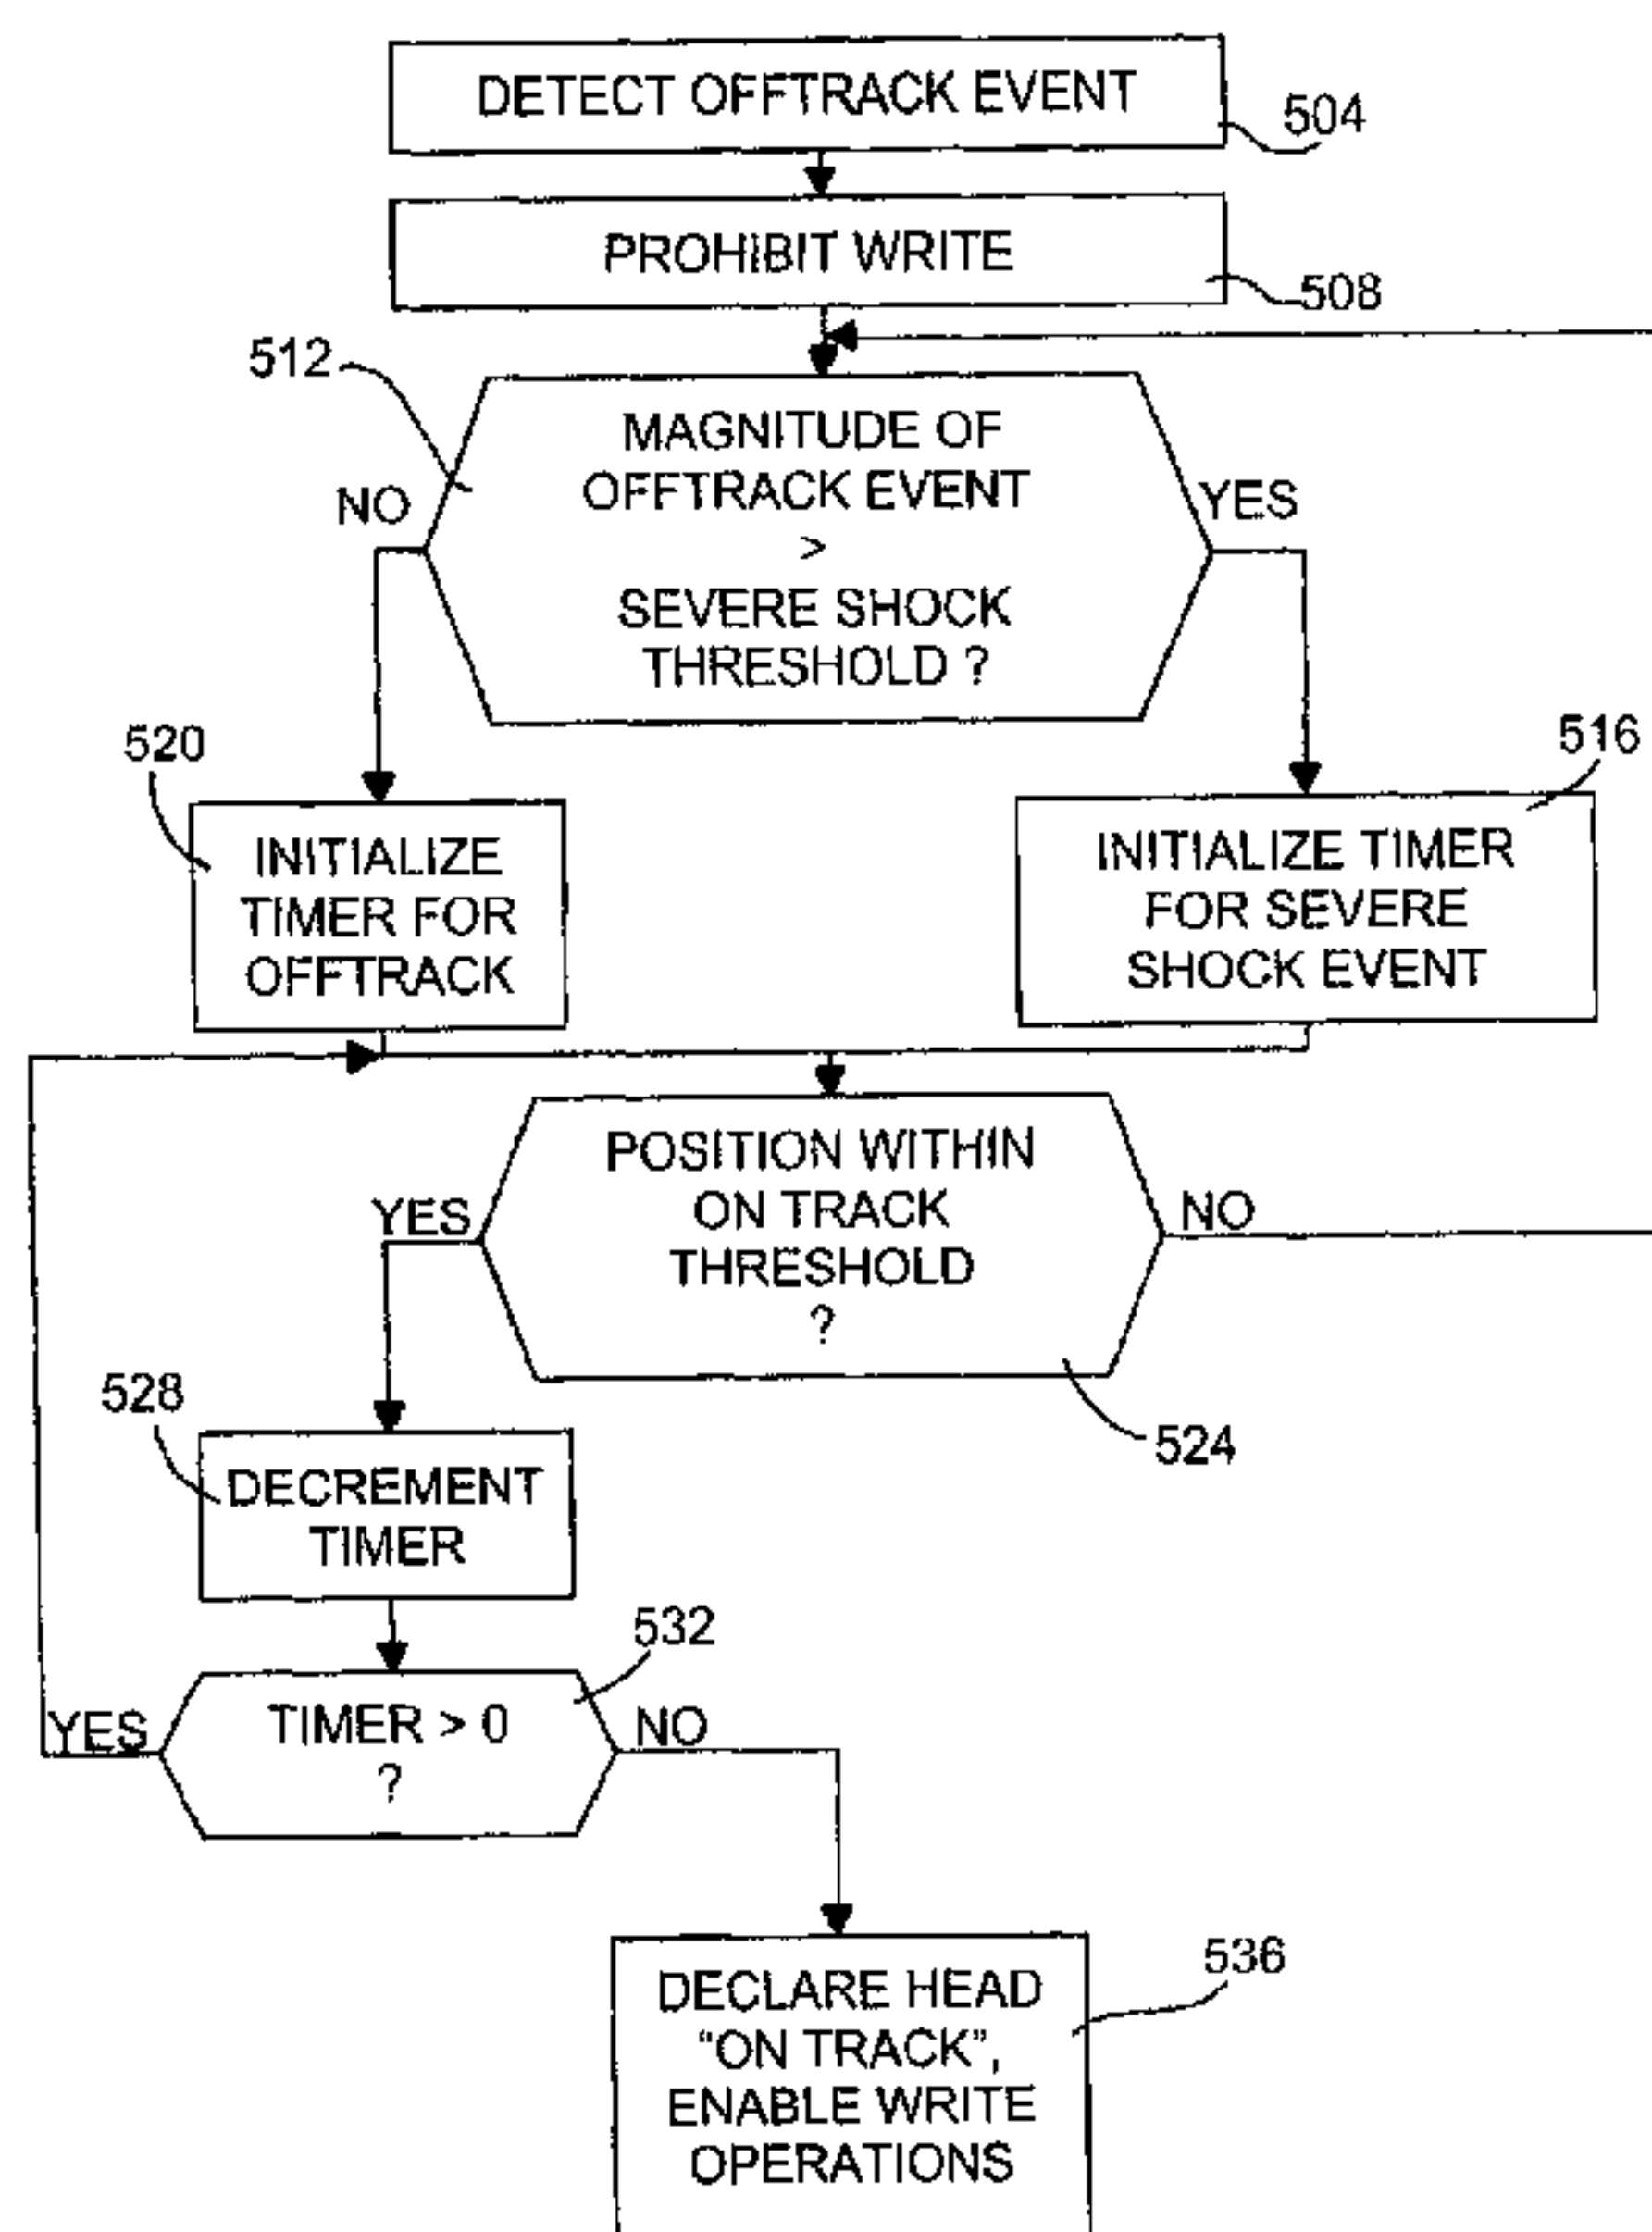 DETECT OFFTRACK EVENT
504
PROHIBIT WRITE
508
512
MAGNITUDE OF
OFFTRACK EVENT
>
SEVERE SHOCK
THRESHOLD ?
NO
YES
520
516
INITIALIZE
TIMER FOR
OFFTRACK
INITIALIZE TIMER
FOR SEVERE
SHOCK EVENT
POSITION WITHIN
ON TRACK
THRESHOLD
?
YES
NO
524
528
DECREMENT
TIMER
532
TIMER > 0
?
YES
NO
536
DECLARE HEAD
“ON TRACK”,
ENABLE WRITE
OPERATIONS